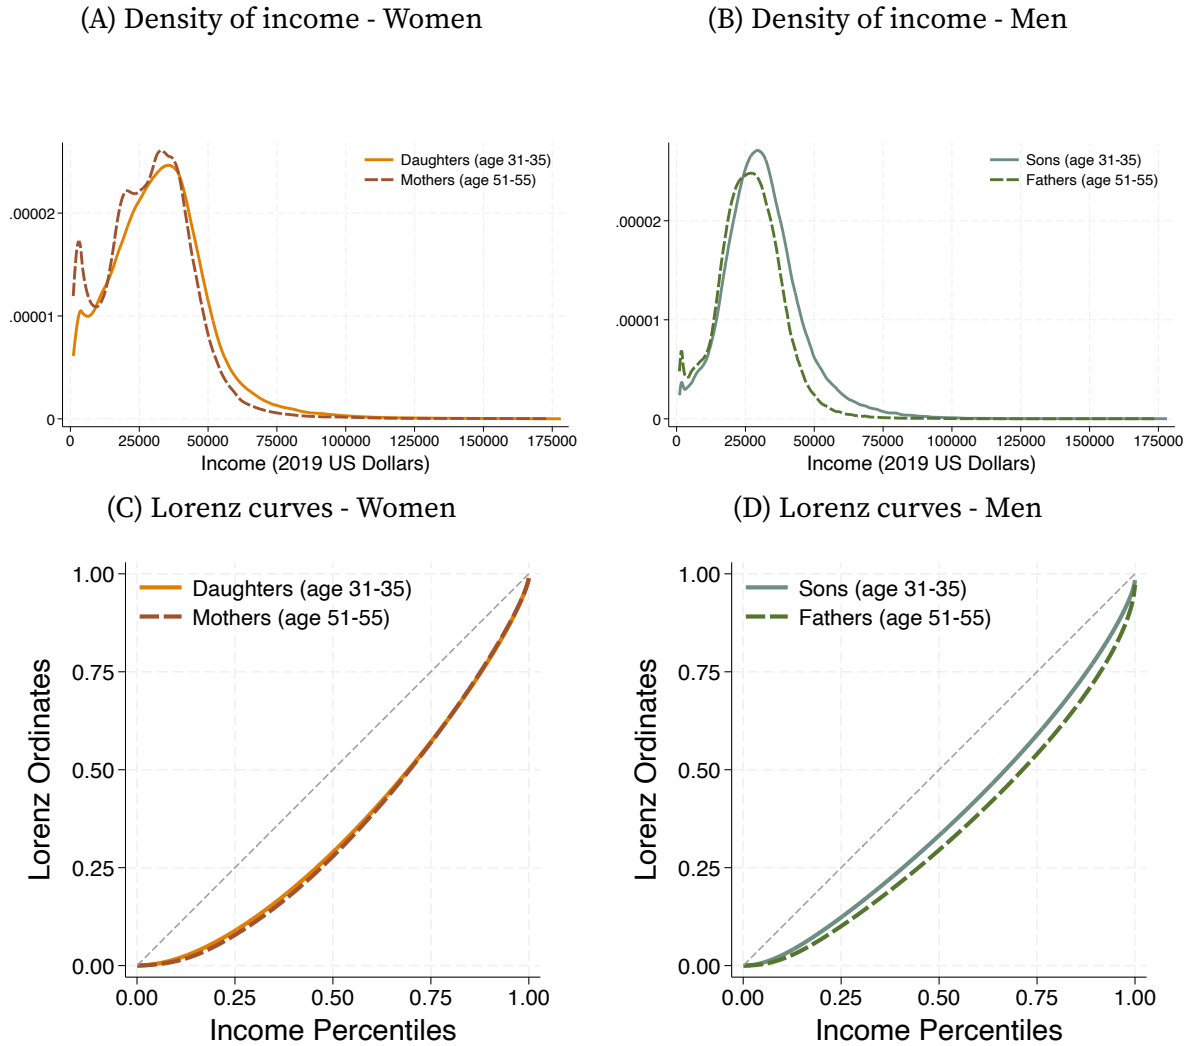 (A) Density of income - Women
Daughters (age 31-35)
Mothers (age 51-55)
.00002
.00001
0
0 25000 50000 75000 100000 125000 150000 175000
Income (2019 US Dollars)
(B) Density of income - Men
Sons (age 31-35)
Fathers (age 51-55)
.00002
.00001
0
0 25000 50000 75000 100000 125000 150000 175000
Income (2019 US Dollars)
(C) Lorenz curves - Women
Daughters (age 31-35)
Mothers (age 51-55)
Lorenz Ordinates
1.00
0.75
0.50
0.25
0.00
0.00 0.25 0.50 0.75 1.00
Income Percentiles
(D) Lorenz curves - Men
Sons (age 31-35)
Fathers (age 51-55)
Lorenz Ordinates
1.00
0.75
0.50
0.25
0.00
0.00 0.25 0.50 0.75 1.00
Income Percentiles